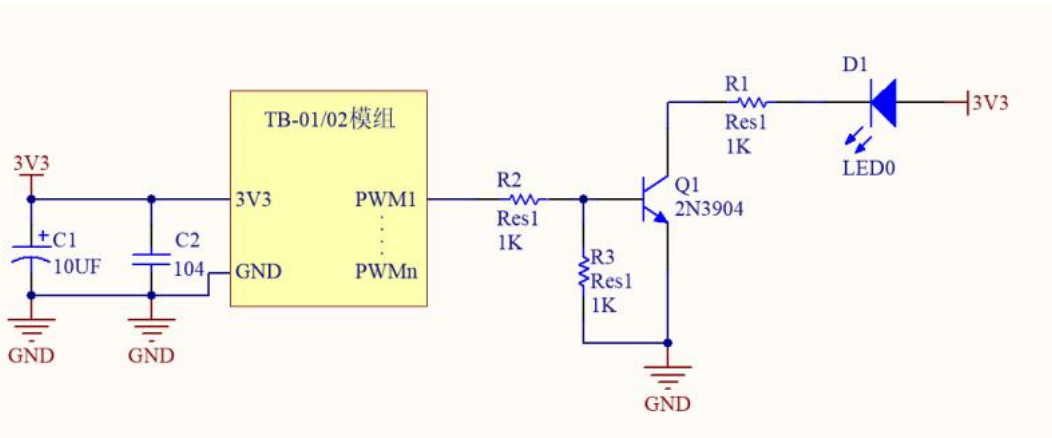 D1
R1
Res1
1K
3V3
LED0
TB-01/02模组
3V3
3V3
PWM1
GND
PWMn
+
C1
10UF
C2
104
R2
Res1
1K
Q1
2N3904
R3
Res1
1K
GND
GND
GND